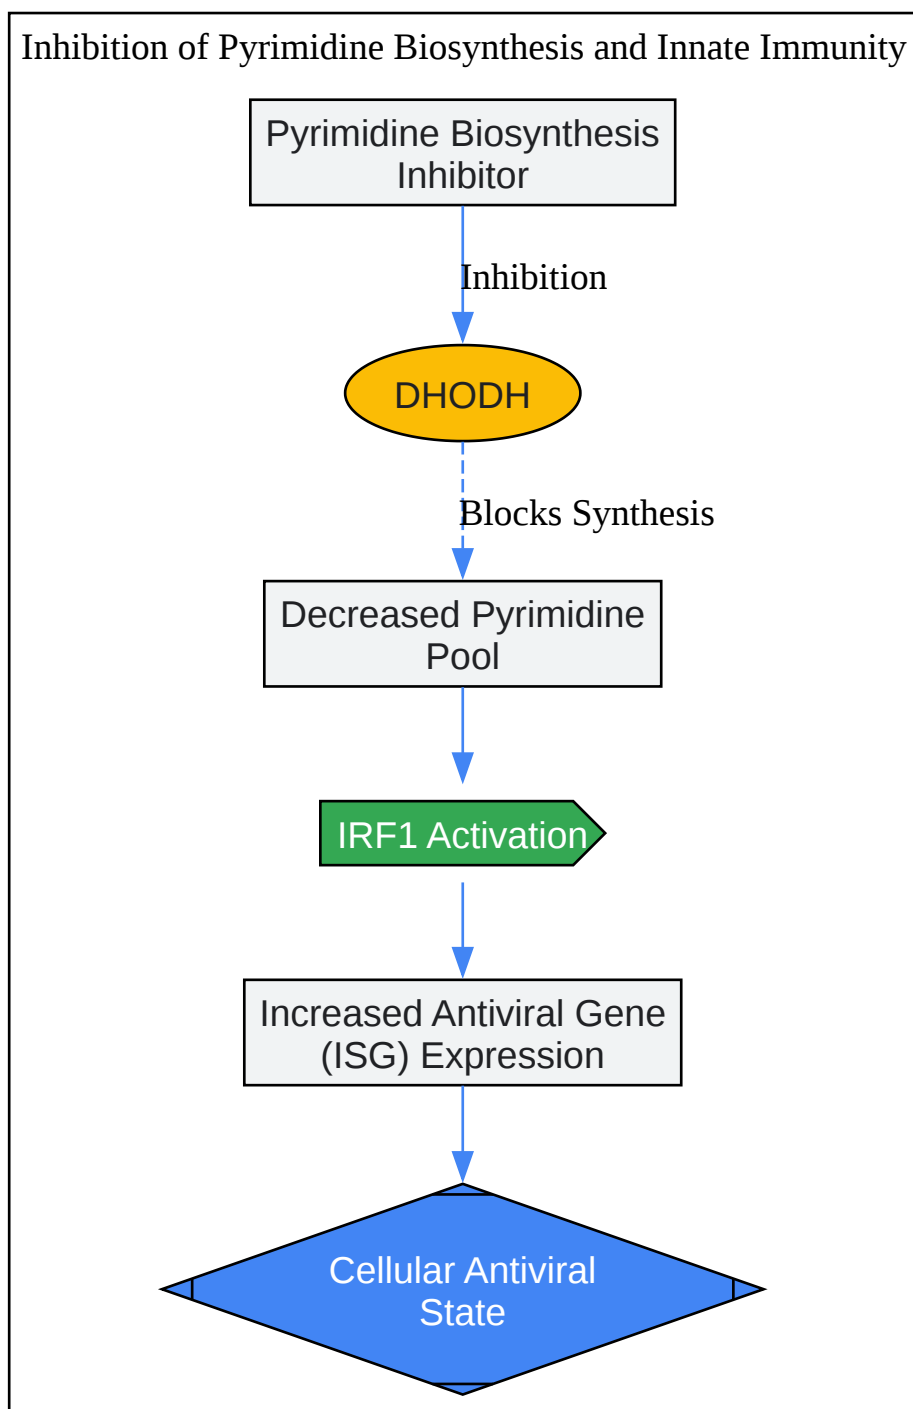 Inhibition of Pyrimidine Biosynthesis and Innate Immunity
Pyrimidine Biosynthesis
Inhibitor
Inhibition
DHODH
Blocks Synthesis
Decreased Pyrimidine
Pool
IRF1 Activation
Increased Antiviral Gene
(ISG) Expression
Cellular Antiviral
State